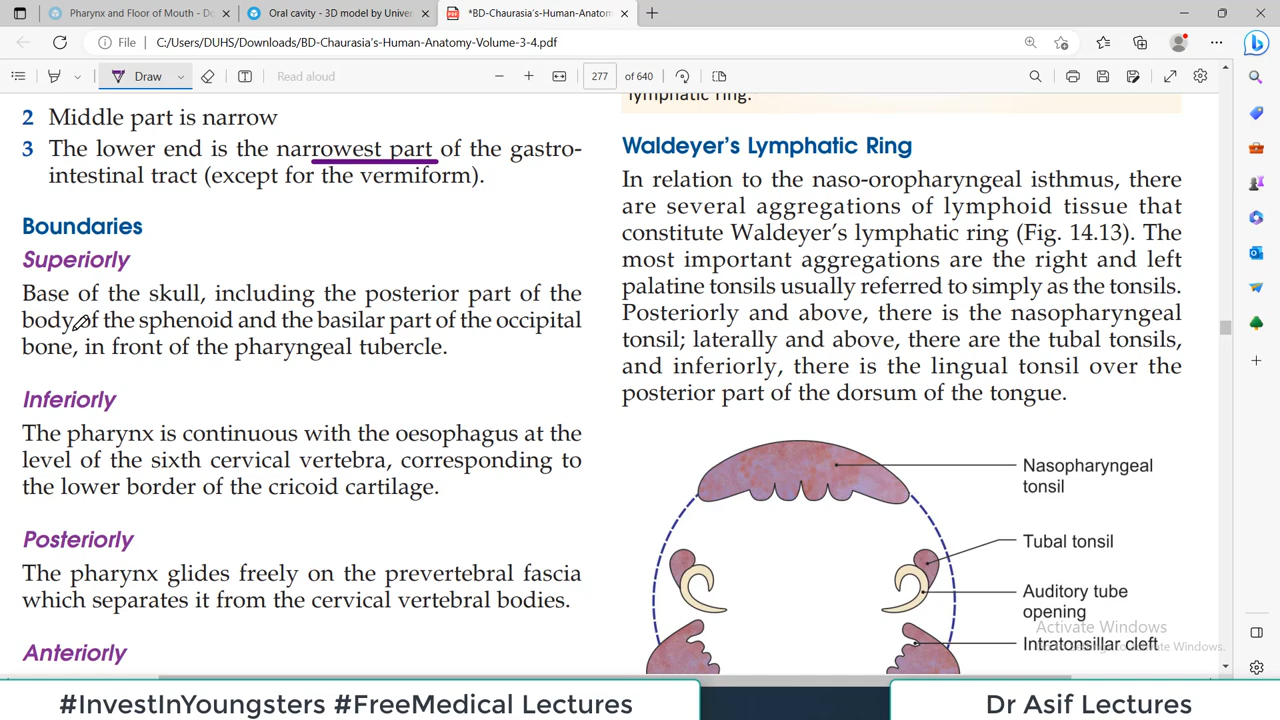 Pharynx and Floor of Mouth - Do
Oral cavity - 3D model by Univer
*BD-Chaurasia's-Human-Anatom
File
C:/Users/DUHS/Downloads/BD-Chaurasia's-Human-Anatomy-Volume-3-4.pdf
Draw
Read aloud
277
of 640
2 Middle part is narrow
3 The lower end is the narrowest part of the gastro-
intestinal tract (except for the vermiform).
Boundaries
Superiorly
Base of the skull, including the posterior part of the
body of the sphenoid and the basilar part of the occipital
bone, in front of the pharyngeal tubercle.
Inferiorly
The pharynx is continuous with the oesophagus at the
level of the sixth cervical vertebra, corresponding to
the lower border of the cricoid cartilage.
Posteriorly
The pharynx glides freely on the prevertebral fascia
which separates it from the cervical vertebral bodies.
Anteriorly
lymphatic ring.
Waldeyer's Lymphatic Ring
In relation to the naso-oropharyngeal isthmus, there
are several aggregations of lymphoid tissue that
constitute Waldeyer's lymphatic ring (Fig. 14.13). The
most important aggregations are the right and left
palatine tonsils usually referred to simply as the tonsils.
Posteriorly and above, there is the nasopharyngeal
tonsil; laterally and above, there are the tubal tonsils,
and inferiorly, there is the lingual tonsil over the
posterior part of the dorsum of the tongue.
Nasopharyngeal
tonsil
Tubal tonsil
Auditory tube
opening
Intratonsillar cleft
Activate Windows
#InvestInYoungsters #FreeMedical Lectures
Dr Asif Lectures